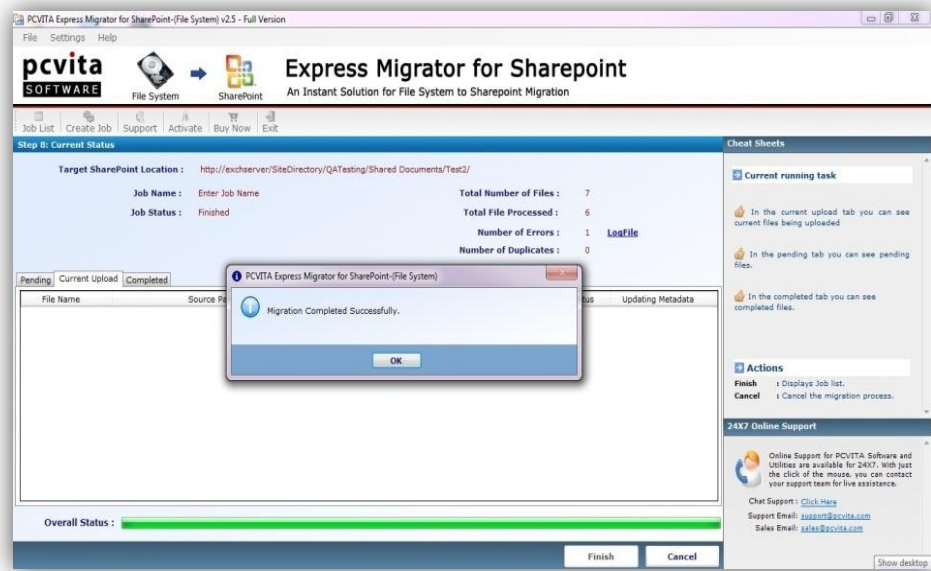 PCVITA Express Migrator for SharePoint-(File System) v2.5 - Full Version
File Settings Help
pcvita
SOFTWARE
File System
SharePoint
Express Migrator for Sharepoint
An Instant Solution for File System to Sharepoint Migration
Job List Create Job Support Activate Buy Now Exit
Step 8: Current Status
Target SharePoint Location : http://exchserver/SiteDirectory/QATesting/Shared Documents/Test2/
Job Name : Enter Job Name
Total Number of Files : 7
Job Status : Finished
Total File Processed : 6
Number of Errors : 1 LogFile
Number of Duplicates : 0
Pending Current Upload Completed
File Name Source Pa tus Updating Metadata
PCVITA Express Migrator for SharePoint-(File System)
Migration Completed Successfully.
OK
Overall Status :
Finish Cancel
Cheat Sheets
Current running task
In the current upload tab you can see
current files being uploaded
In the pending tab you can see pending
files.
In the completed tab you can see
completed files.
Actions
Finish : Displays Job list.
Cancel : Cancel the migration process.
24X7 Online Support
Online Support for PCVITA Software and
Utilities are available for 24X7. With just
the click of the mouse, you can contact
your support team for live assistance.
Chat Support : Click Here
Support Email: support@pcvita.com
Sales Email: sales@pcvita.com
Show desktop